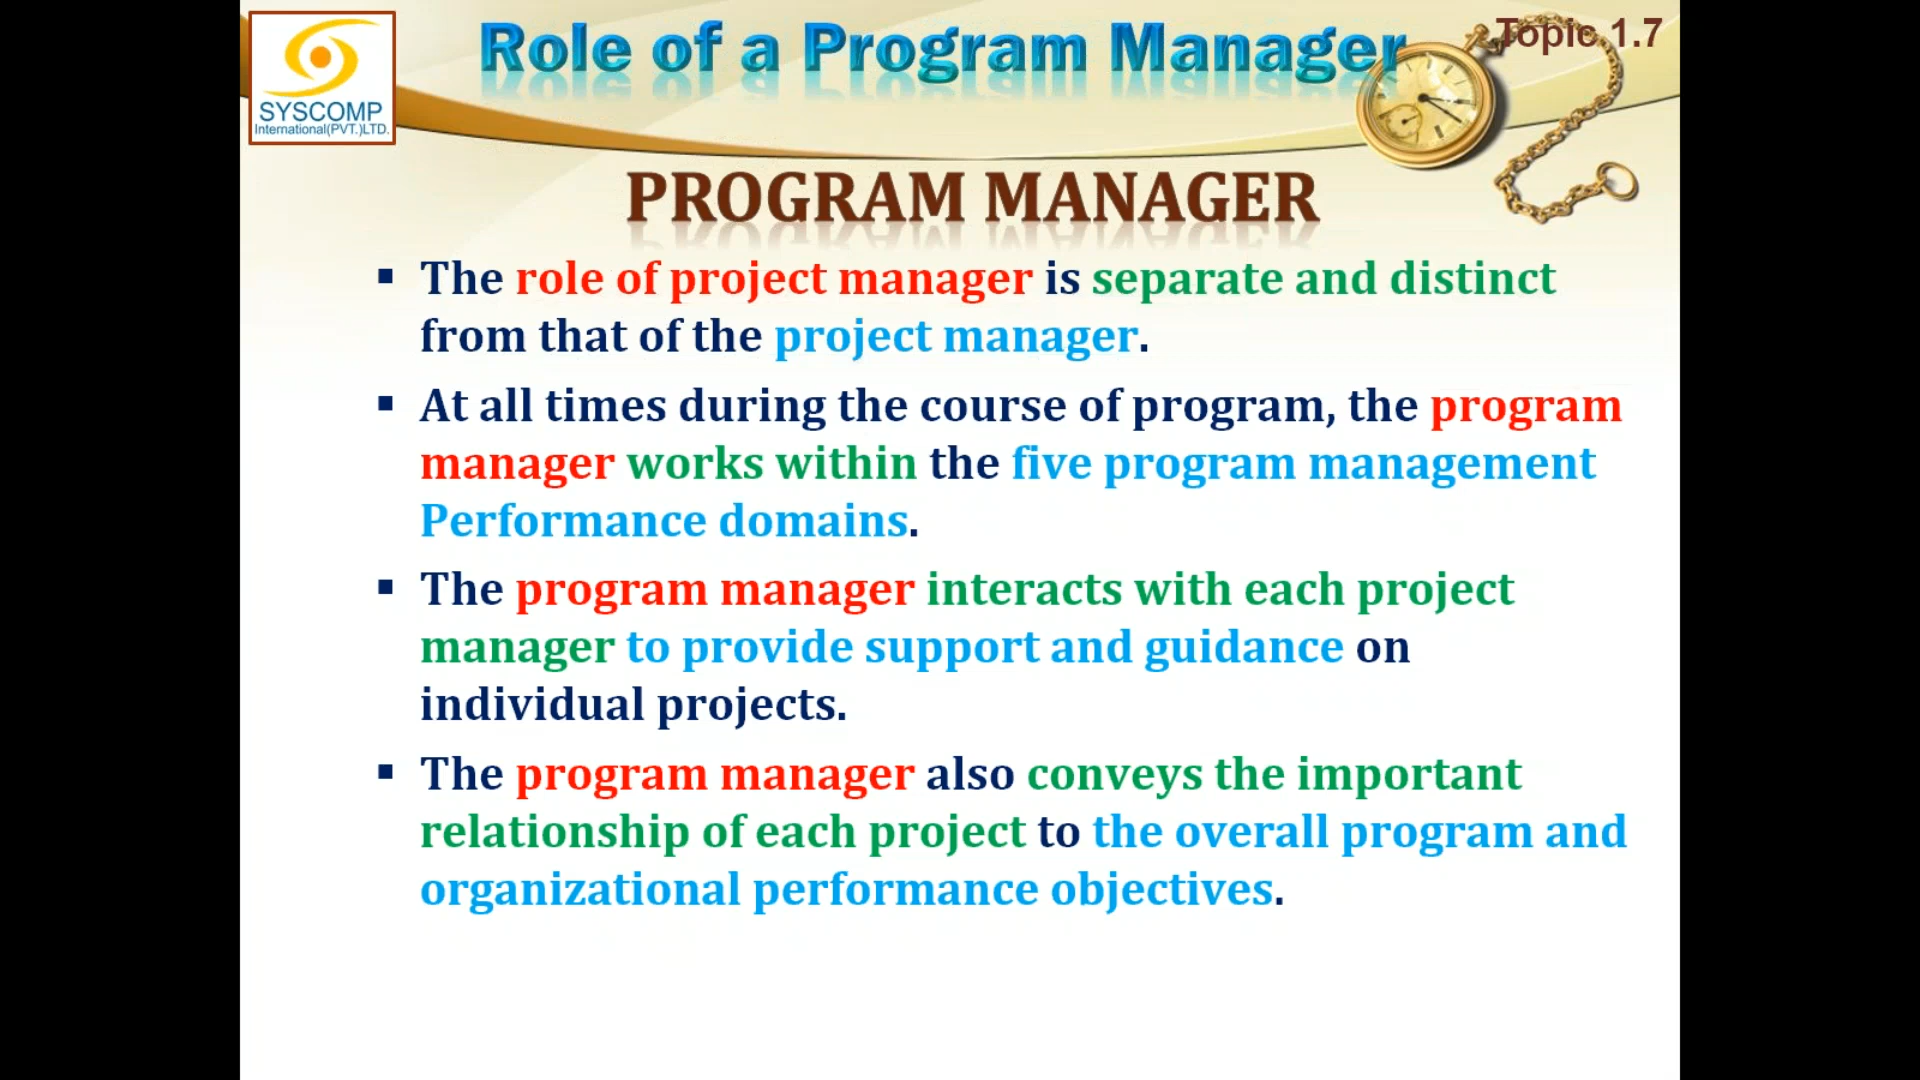 Role of a Program Manager
Topic 1.7
SYSCOMP
International(PVT.)LTD.
PROGRAM MANAGER
▪ The role of project manager is separate and distinct
from that of the project manager.
▪ At all times during the course of program, the program
manager works within the five program management
Performance domains.
▪ The program manager interacts with each project
manager to provide support and guidance on
individual projects.
▪ The program manager also conveys the important
relationship of each project to the overall program and
organizational performance objectives.